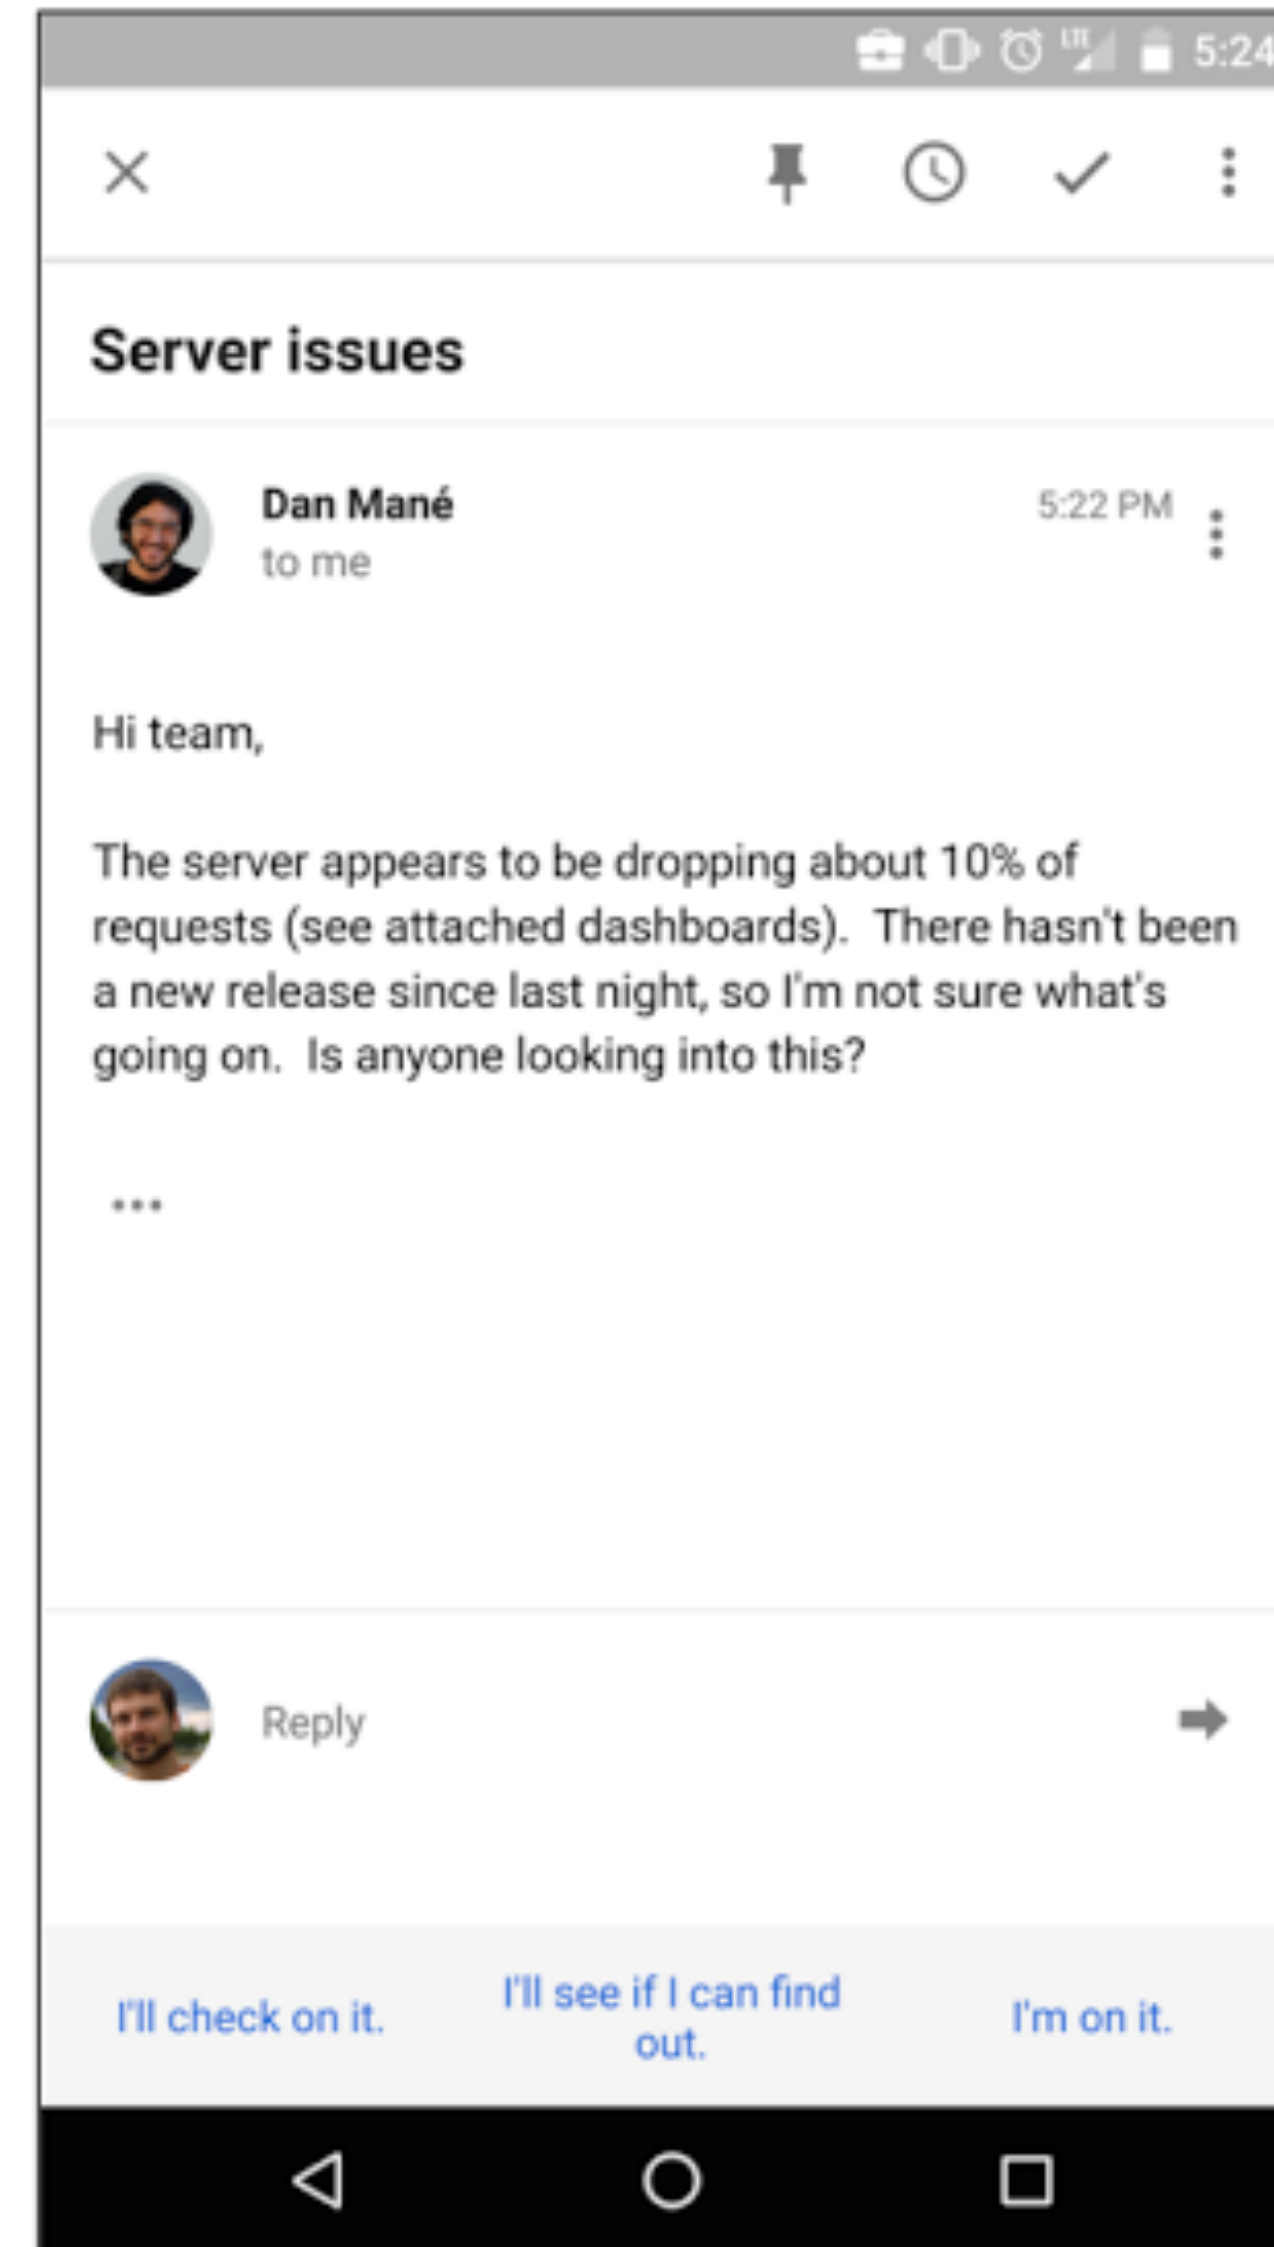 LTE 5:24
Server issues
Dan Mané
5:22 PM
to me
Hi team,
The server appears to be dropping about 10% of
requests (see attached dashboards).  There hasn't been
a new release since last night, so I'm not sure what's
going on.  Is anyone looking into this?
Reply
I'll check on it.
I'll see if I can find
out.
I'm on it.